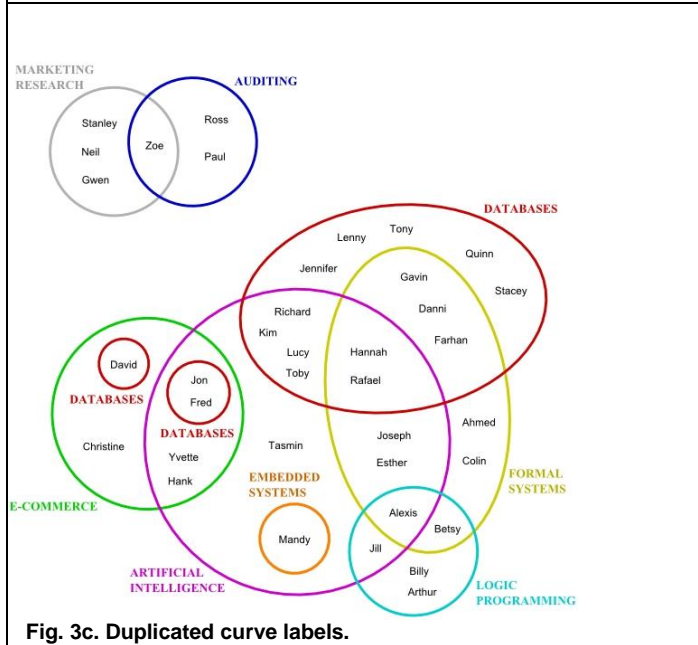 MARKETING
RESEARCH
AUDITING
Stanley
Ross
Zoe
Neil
Paul
Gwen
DATABASES
Tony
Lenny
Quinn
Jennifer
Gavin
Stacey
Richard
Danni
Kim
Farhan
Lucy
Hannah
David
Toby
Jon
Rafael
DATABASES
Fred
Ahmed
DATABASES
Joseph
Christine
Tasmin
Yvette
Esther
Colin
EMBEDDED
SYSTEMS
FORMAL
SYSTEMS
Hank
E-COMMERCE
Alexis
Betsy
Mandy
Jill
ARTIFICIAL
INTELLIGENCE
Billy
LOGIC
PROGRAMMING
Arthur
Fig. 3c. Duplicated curve labels.